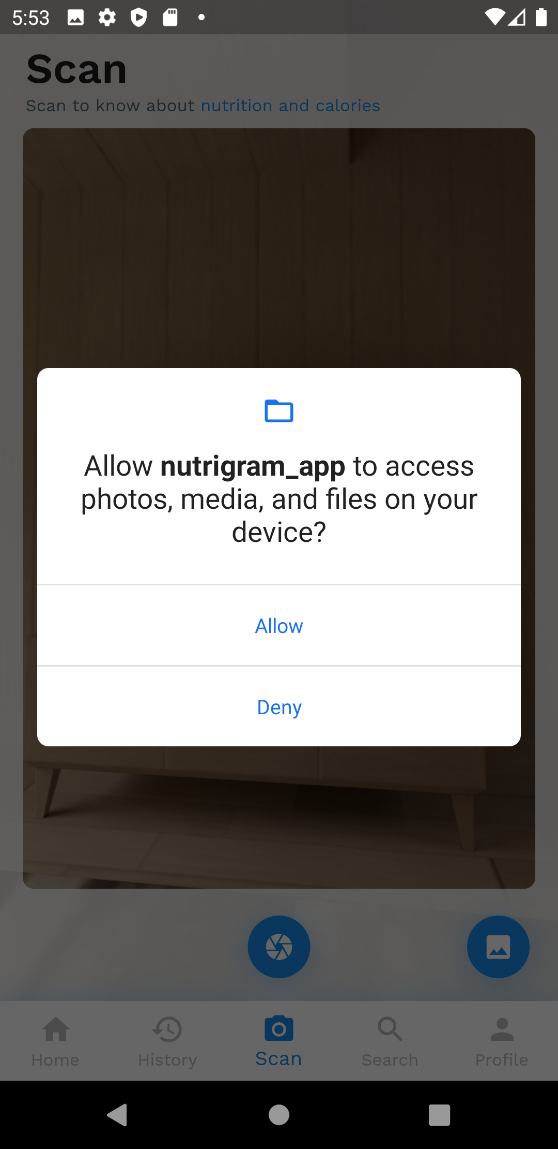 5:53
Scan
Scan to know about nutrition and calories
Allow nutrigram_app to access
photos, media, and files on your
device?
Allow
Deny
Home
History
Scan
Search
Profile